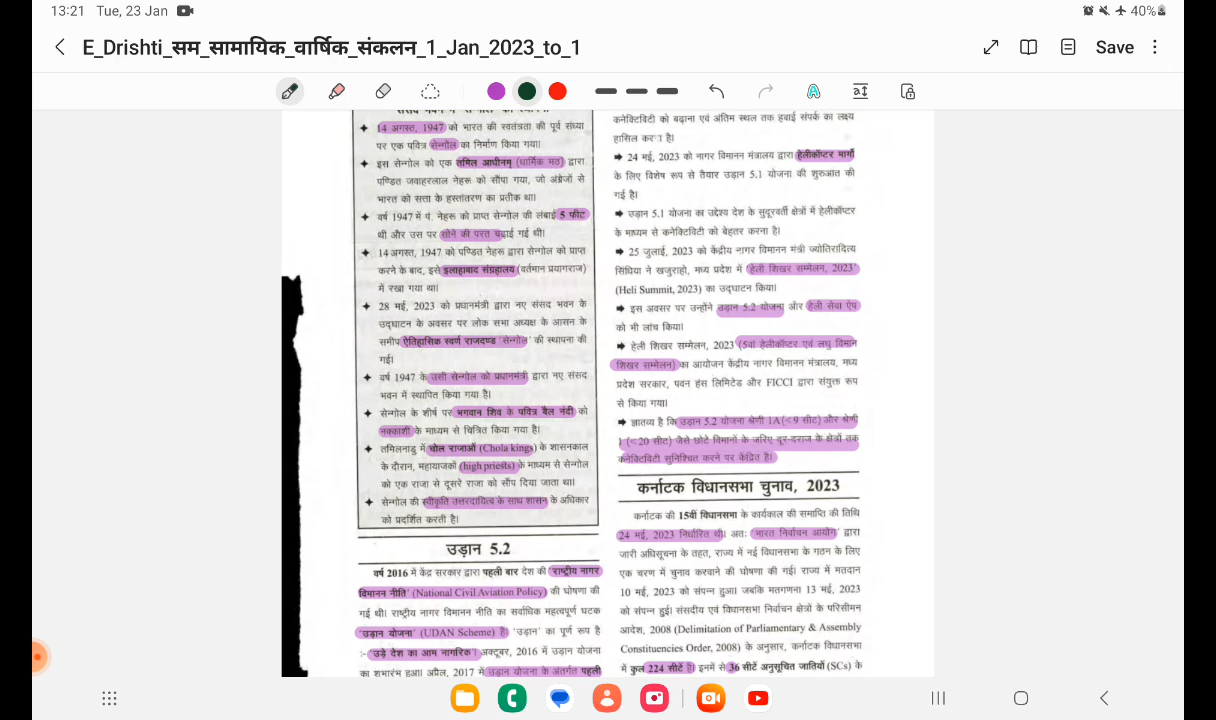 13:21 Tue, 23 Jan
40%
E_Drishti_सम_सामायिक_वार्षिक_संकलन_1_Jan_2023_to_1
Save
14 अगस्त, 1947 को भारत की स्वतंत्रता की पूर्व संध्या
पर एक पवित्र सेन्गोल का निर्माण किया गया।
इस सेन्गोल को एक तमिल आधीनम् (धार्मिक मठ) द्वारा
पण्डित जवाहरलाल नेहरू को सौंपा गया, जो अंग्रेजों से
भारत को सत्ता के हस्तांतरण का प्रतीक था।
वर्ष 1947 में पं. नेहरू को प्राप्त सेन्गोल की लंबाई 5 फीट
थी और उस पर सोने की परत चढ़ाई गई थी।
14 अगस्त, 1947 को पण्डित नेहरू द्वारा सेन्गोल को प्राप्त
करने के बाद, इसे इलाहाबाद संग्रहालय (वर्तमान प्रयागराज)
में रखा गया था।
28 मई, 2023 को प्रधानमंत्री द्वारा नए संसद भवन के
उद्घाटन के अवसर पर लोक सभा अध्यक्ष के आसन के
समीप ऐतिहासिक स्वर्ण राजदण्ड 'सेन्गोल' की स्थापना की
गई।
वर्ष 1947 के उसी सेन्गोल को प्रधानमंत्री द्वारा नए संसद
भवन में स्थापित किया गया है।
सेन्गोल के शीर्ष पर भगवान शिव के पवित्र बैल नंदी को
नक्काशी के माध्यम से चित्रित किया गया है।
तमिलनाडु में चोल राजाओं (Chola kings) के शासनकाल
के दौरान, महायाजकों (high priests) के माध्यम से सेन्गोल
को एक राजा से दूसरे राजा को सौंप दिया जाता था।
सेन्गोल की स्वीकृति उत्तरदायित्व के साथ शासन के अधिकार
को प्रदर्शित करती है।
उड़ान 5.2
वर्ष 2016 में केंद्र सरकार द्वारा पहली बार देश की 'राष्ट्रीय नागर
विमानन नीति' (National Civil Aviation Policy) की घोषणा की
गई थी। राष्ट्रीय नागर विमानन नीति का सर्वाधिक महत्वपूर्ण घटक
'उड़ान योजना' (UDAN Scheme) है। 'उड़ान' का पूर्ण रूप है
:- 'उड़े देश का आम नागरिक'। अक्टूबर, 2016 में उड़ान योजना
का शुभारंभ हुआ। अप्रैल, 2017 में उड़ान योजना के अंतर्गत पहली
कनेक्टिविटी को बढ़ाना एवं अंतिम स्थल तक हवाई संपर्क का लक्ष्य
हासिल करना है।
➡ 24 मई, 2023 को नागर विमानन मंत्रालय द्वारा हेलीकॉप्टर मार्गों
के लिए विशेष रूप से तैयार उड़ान 5.1 योजना की शुरुआत की
गई है।
➡ उड़ान 5.1 योजना का उद्देश्य देश के सुदूरवर्ती क्षेत्रों में हेलीकॉप्टर
के माध्यम से कनेक्टिविटी को बेहतर करना है।
➡ 25 जुलाई, 2023 को केंद्रीय नागर विमानन मंत्री ज्योतिरादित्य
सिंधिया ने खजुराहो, मध्य प्रदेश में 'हेली शिखर सम्मेलन, 2023'
(Heli Summit, 2023) का उद्घाटन किया।
➡ इस अवसर पर उन्होंने उड़ान 5.2 योजना और हेली सेवा ऐप
को भी लांच किया।
➡ हेली शिखर सम्मेलन, 2023 (5वां हेलीकॉप्टर एवं लघु विमान
शिखर सम्मेलन) का आयोजन केंद्रीय नागर विमानन मंत्रालय, मध्य
प्रदेश सरकार, पवन हंस लिमिटेड और FICCI द्वारा संयुक्त रूप
से किया गया।
➡ ज्ञातव्य है कि उड़ान 5.2 योजना श्रेणी 1A (< 9 सीट) और श्रेणी
1 (< 20 सीट) जैसे छोटे विमानों के जरिए दूर-दराज के क्षेत्रों तक
कनेक्टिविटी सुनिश्चित करने पर केंद्रित है।
कर्नाटक विधानसभा चुनाव, 2023
कर्नाटक की 15वीं विधानसभा के कार्यकाल की समाप्ति की तिथि
24 मई, 2023 निर्धारित थी। अतः 'भारत निर्वाचन आयोग' द्वारा
जारी अधिसूचना के तहत, राज्य में नई विधानसभा के गठन के लिए
एक चरण में चुनाव करवाने की घोषणा की गई। राज्य में मतदान
10 मई, 2023 को संपन्न हुआ। जबकि मतगणना 13 मई, 2023
को संपन्न हुई। संसदीय एवं विधानसभा निर्वाचन क्षेत्रों के परिसीमन
आदेश, 2008 (Delimitation of Parliamentary & Assembly
Constituencies Order, 2008) के अनुसार, कर्नाटक विधानसभा
में कुल 224 सीटें है। इनमें से 36 सीटें अनुसूचित जातियों (SCs) के